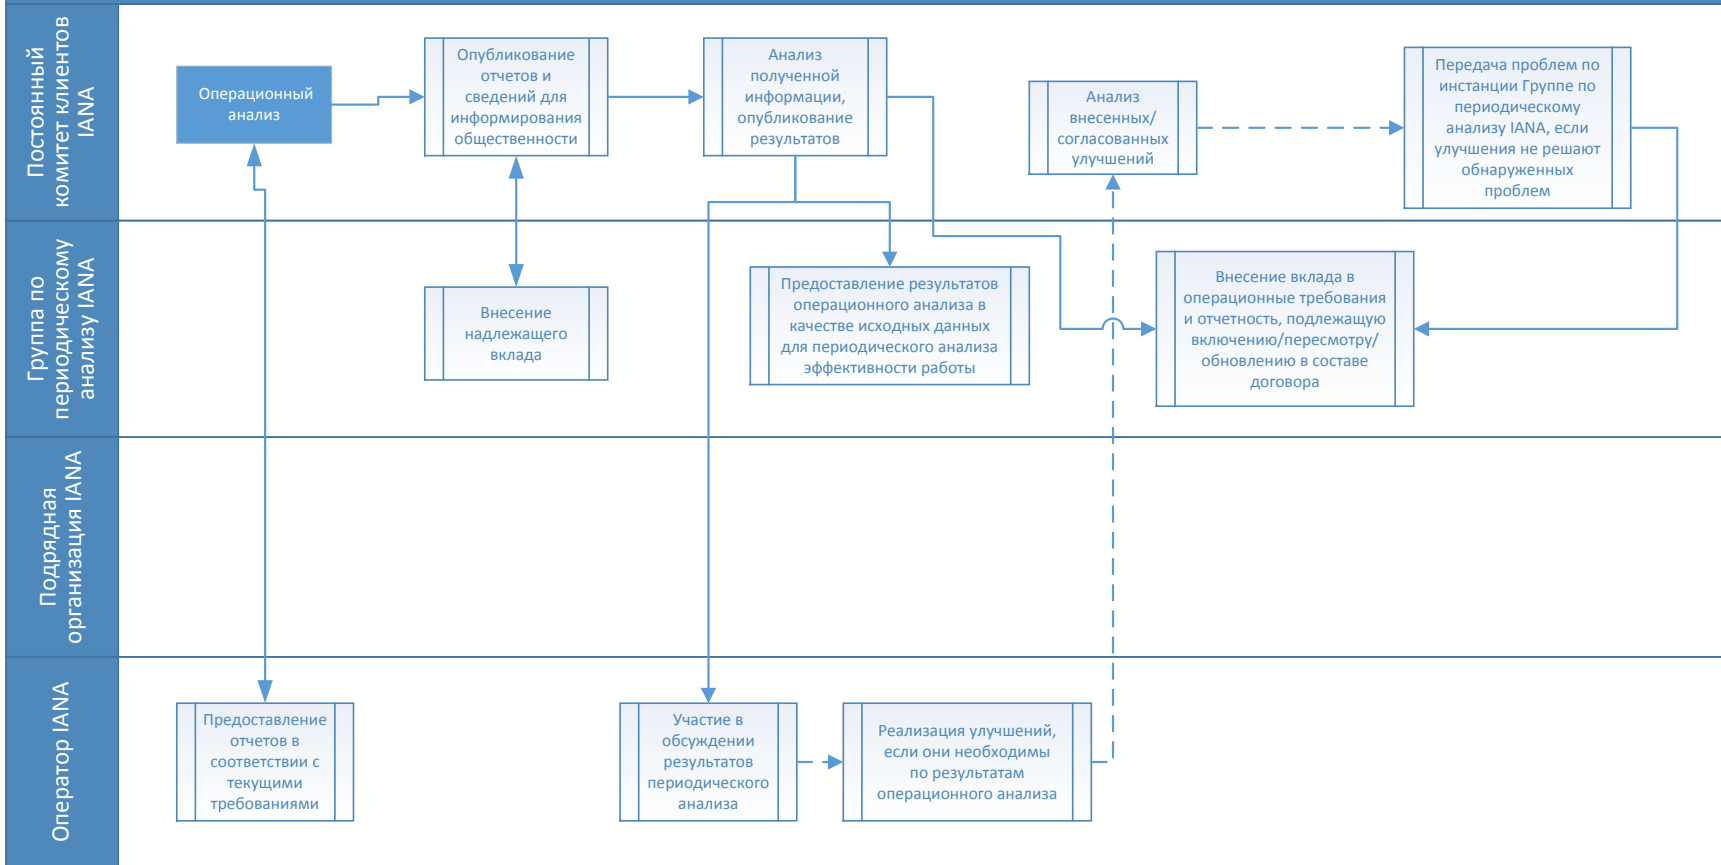 Постоянный
комитет клиентов
IANA
Операционный
анализ
Опубликование
отчетов и
сведений для
информирования
общественности
Анализ
полученной
информации,
опубликование
результатов
Анализ
внесенных/
согласованных
улучшений
Передача проблем по
инстанции Группе по
периодическому
анализу IANA, если
улучшения не решают
обнаруженных
проблем
Группа по
периодическому
анализу IANA
Внесение
надлежащего
вклада
Предоставление результатов
операционного анализа в
качестве исходных данных
для периодического анализа
эффективности работы
Внесение вклада в
операционные требования
и отчетность, подлежащую
включению/пересмотру/
обновлению в составе
договора
Подрядная
организация IANA
Оператор IANA
Предоставление
отчетов в
соответствии с
текущими
требованиями
Участие в
обсуждении
результатов
периодического
анализа
Реализация улучшений,
если они необходимы
по результатам
операционного анализа